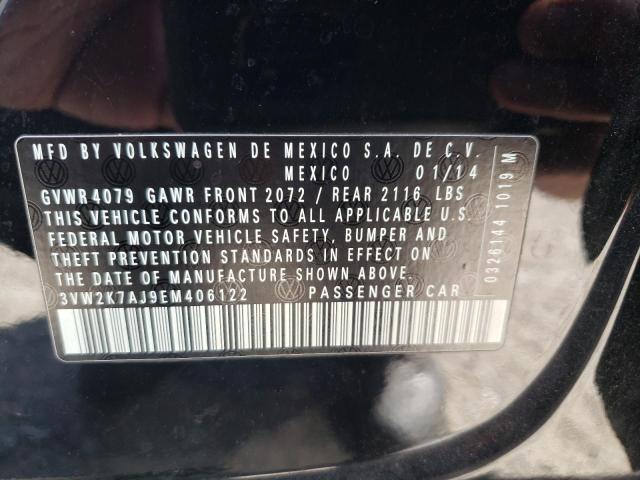 MFD BY VOLKSWAGEN DE MEXICO S.A. DE C.V.
MEXICO 01/14
GVWR4079 GAWR FRONT 2072 / REAR 2116 LBS
THIS VEHICLE CONFORMS TO ALL APPLICABLE U.S.
FEDERAL MOTOR VEHICLE SAFETY, BUMPER AND
THEFT PREVENTION STANDARDS IN EFFECT ON
THE DATE OF MANUFACTURE SHOWN ABOVE.
3VW2K7AJ9EM406122 PASSENGER CAR
0326144 1019 M